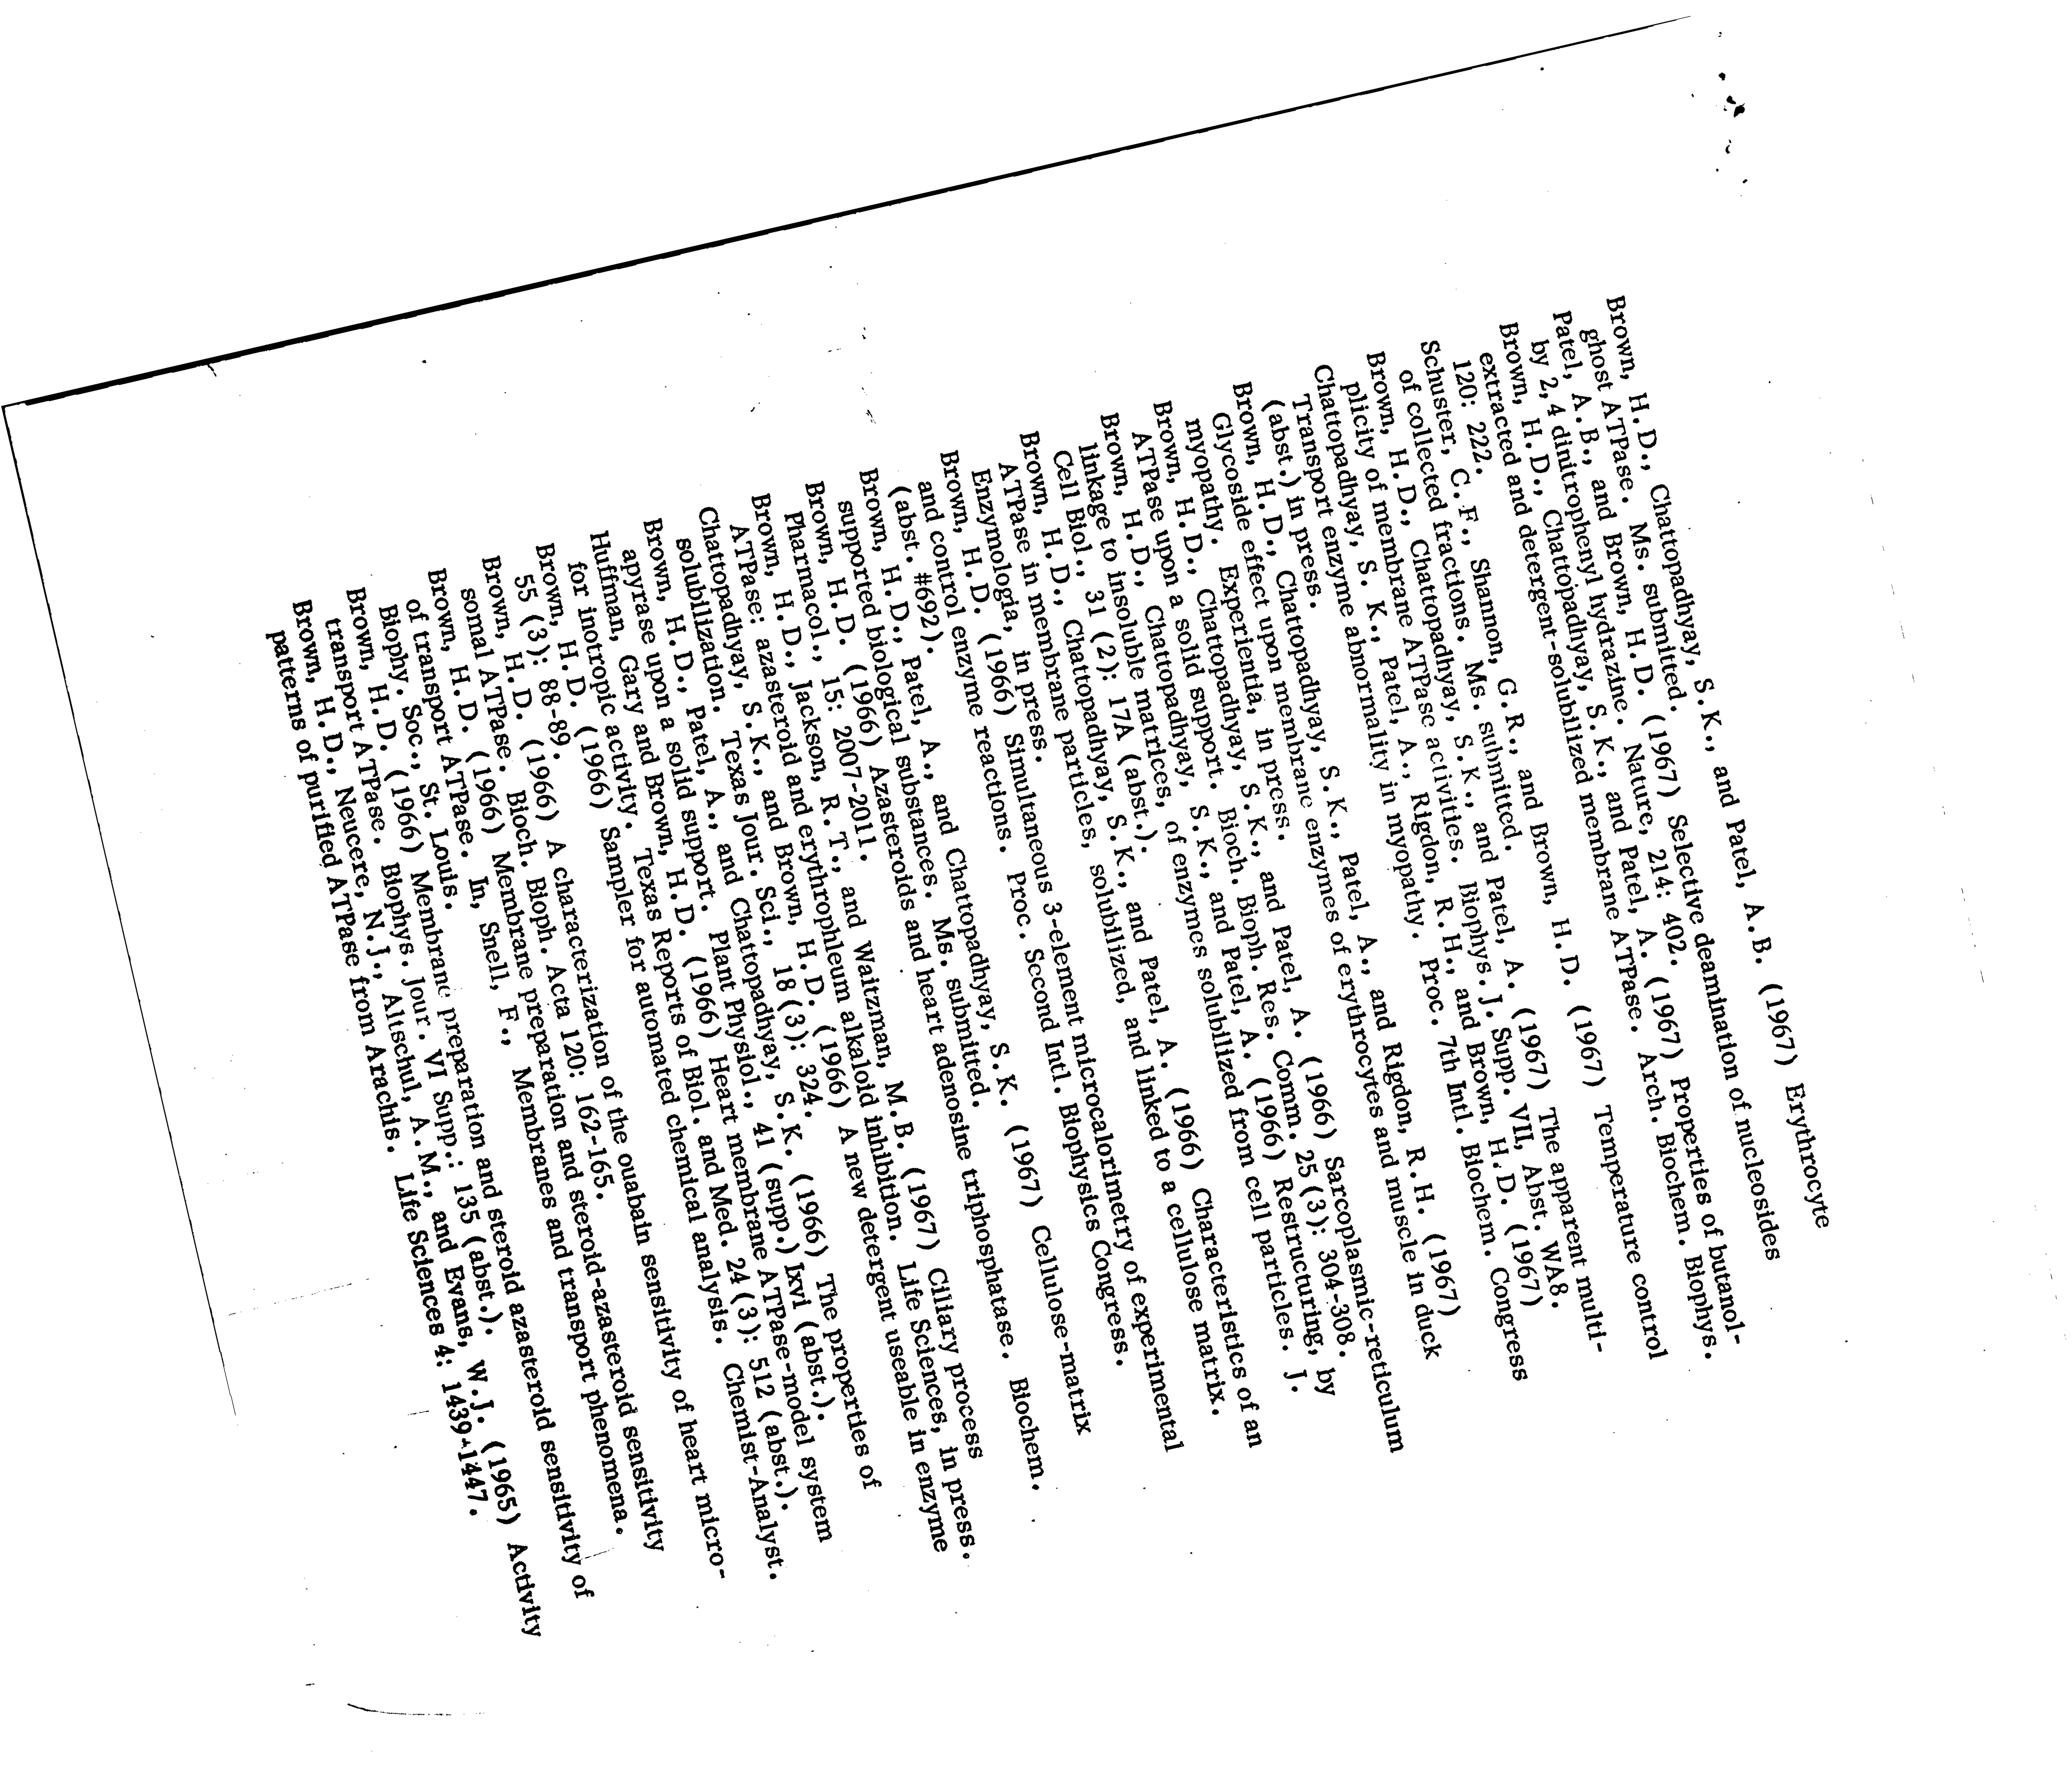 Brown, H.D., Chattopadhyay, S.K., and Patel, A.B. (1967) Erythrocyte
ghost ATPase. Ms. submitted.
Patel, A.B., and Brown, H.D. (1967) Selective deamination of nucleosides
by 2,4 dinitrophenyl hydrazine. Nature, 214: 402.
Brown, H.D., Chattopadhyay, S.K., and Patel, A. (1967) Properties of butanol-
extracted and detergent-solubilized membrane ATPase. Arch. Biochem. Biophys.
120: 222.
Schuster, C.F., Shannon, G.R., and Brown, H.D. (1967) Temperature control
of collected fractions. Ms. submitted.
Brown, H.D., Chattopadhyay, S.K., and Patel, A. (1967) The apparent multi-
plicity of membrane ATPase activities. Biophys. J. Supp. VII, Abst. WA8.
Chattopadhyay, S. K., Patel, A., Rigdon, R.H., and Brown, H.D. (1967)
Transport enzyme abnormality in myopathy. Proc. 7th Intl. Biochem. Congress
(abst.) in press.
Brown, H.D., Chattopadhyay, S.K., Patel, A., and Rigdon, R.H. (1967)
Glycoside effect upon membrane enzymes of erythrocytes and muscle in duck
myopathy. Experientia, in press.
Brown, H.D., Chattopadhyay, S.K., and Patel, A. (1966) Sarcoplasmic-reticulum
ATPase upon a solid support. Bioch. Bioph. Res. Comm. 25(3): 304-308.
Brown, H.D., Chattopadhyay, S.K., and Patel, A. (1966) Restructuring, by
linkage to insoluble matrices, of enzymes solubilized from cell particles. J.
Cell Biol., 31 (2): 17A (abst.).
Brown, H.D., Chattopadhyay, S.K., and Patel, A. (1966) Characteristics of an
ATPase in membrane particles, solubilized, and linked to a cellulose matrix.
Enzymologia, in press.
Brown, H.D. (1966) Simultaneous 3-element microcalorimetry of experimental
and control enzyme reactions. Proc. Second Intl. Biophysics Congress.
(abst. #692).
Brown, H.D., Patel, A., and Chattopadhyay, S.K. (1967) Cellulose-matrix
supported biological substances. Ms. submitted.
Brown, H.D. (1966) Azasteroids and heart adenosine triphosphatase. Biochem.
Pharmacol., 15: 2007-2011.
Brown, H.D., Jackson, R.T., and Waitzman, M.B. (1967) Ciliary process
ATPase: azasteroid and erythrophleum alkaloid inhibition. Life Sciences, in press.
Chattopadhyay, S.K., and Brown, H.D. (1966) A new detergent useable in enzyme
solubilization. Texas Jour. Sci., 18(3): 324.
Brown, H.D., Patel, A., and Chattopadhyay, S.K. (1966) The properties of
apyrase upon a solid support. Plant Physiol., 41 (supp.) lxvi (abst.).
Huffman, Gary and Brown, H.D. (1966) Heart membrane ATPase-model system
for inotropic activity. Texas Reports of Biol. and Med. 24(3): 512 (abst.).
Brown, H.D. (1966) Sampler for automated chemical analysis. Chemist-Analyst.
55 (3): 88-89.
Brown, H.D. (1966) A characterization of the ouabain sensitivity of heart micro-
somal ATPase. Bioch. Bioph. Acta 120: 162-165.
Brown, H.D. (1966) Membrane preparation and steroid-azasteroid sensitivity
of transport ATPase. In, Snell, F., Membranes and transport phenomena.
Biophy. Soc., St. Louis.
Brown, H.D. (1966) Membrane preparation and steroid azasteroid sensitivity of
transport ATPase. Biophys. Jour. VI Supp.: 135 (abst.).
Brown, H.D., Neucere, N.J., Altschul, A.M., and Evans, W.J. (1965) Activity
patterns of purified ATPase from Arachis. Life Sciences 4: 1439-1447.